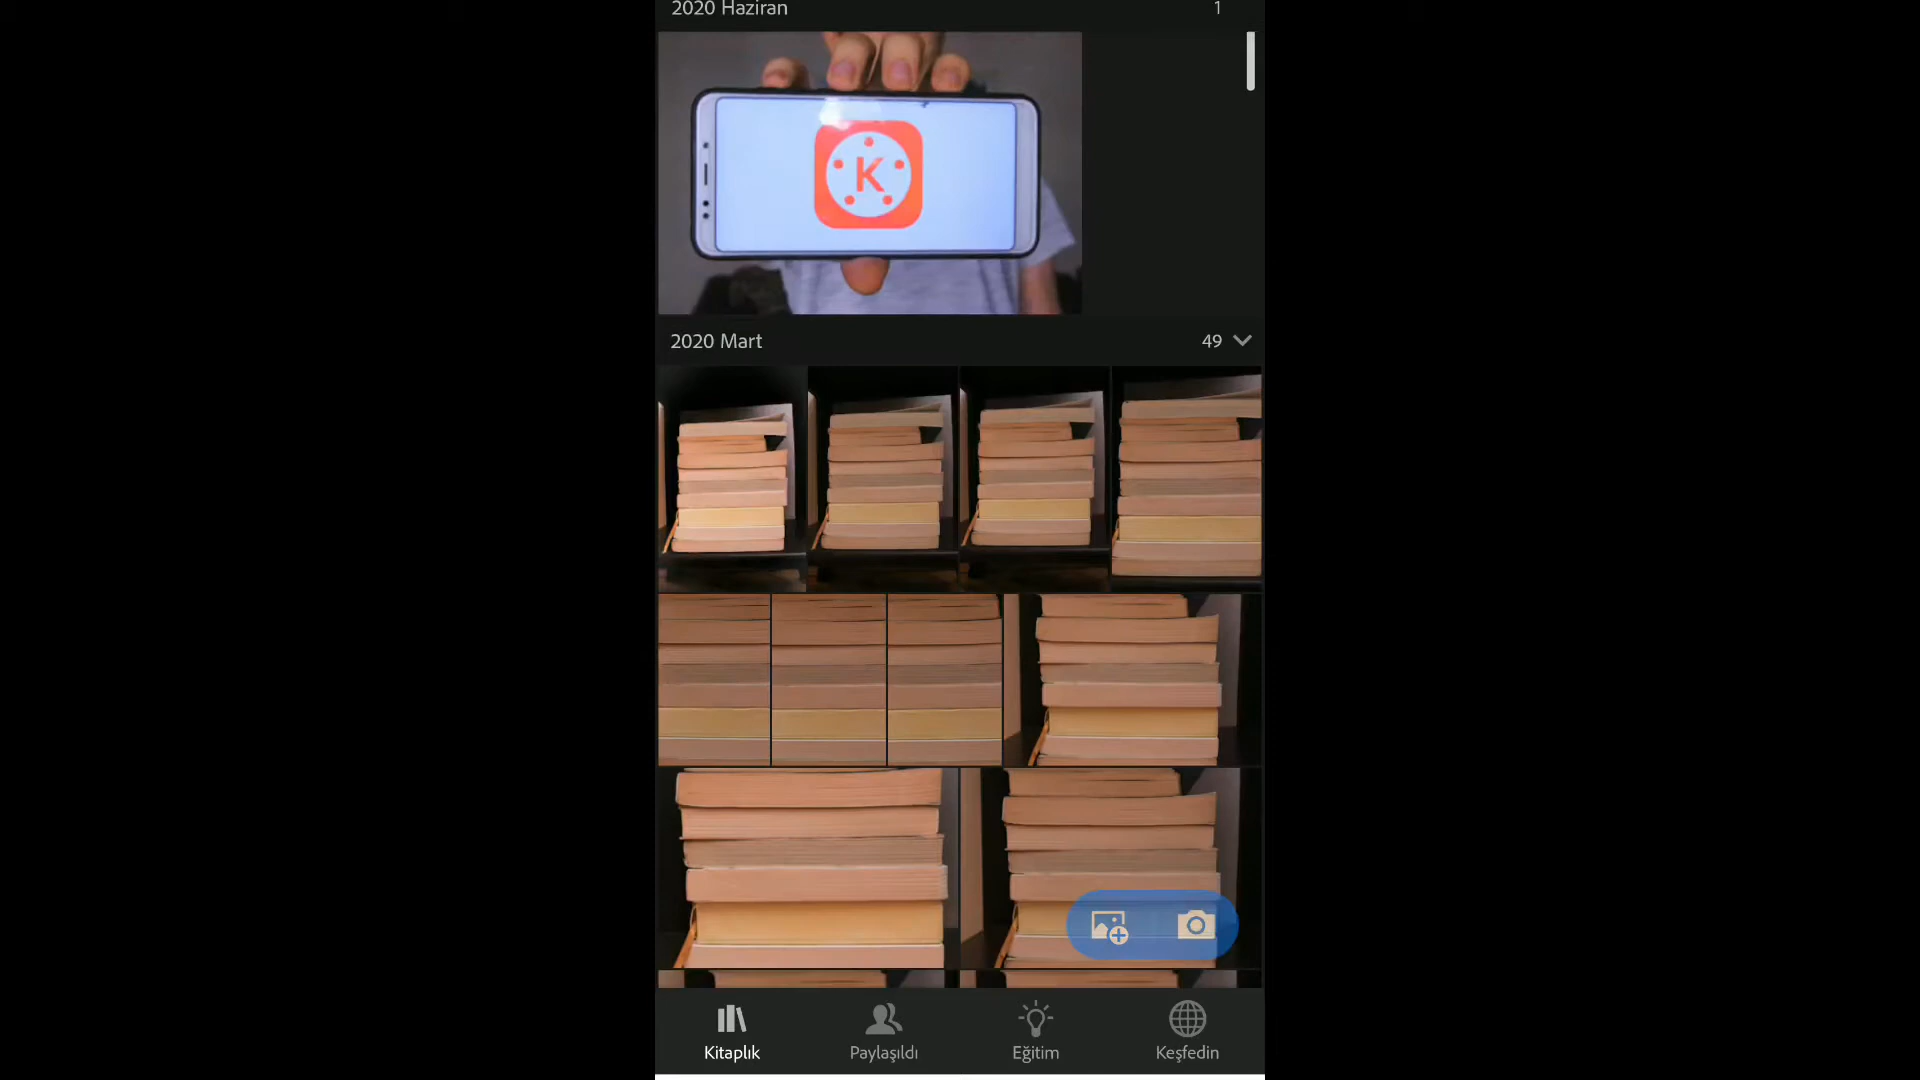 2020 Haziran
1
K
2020 Mart
49
Kitaplık
Paylaşıldı
Eğitim
Keşfedin